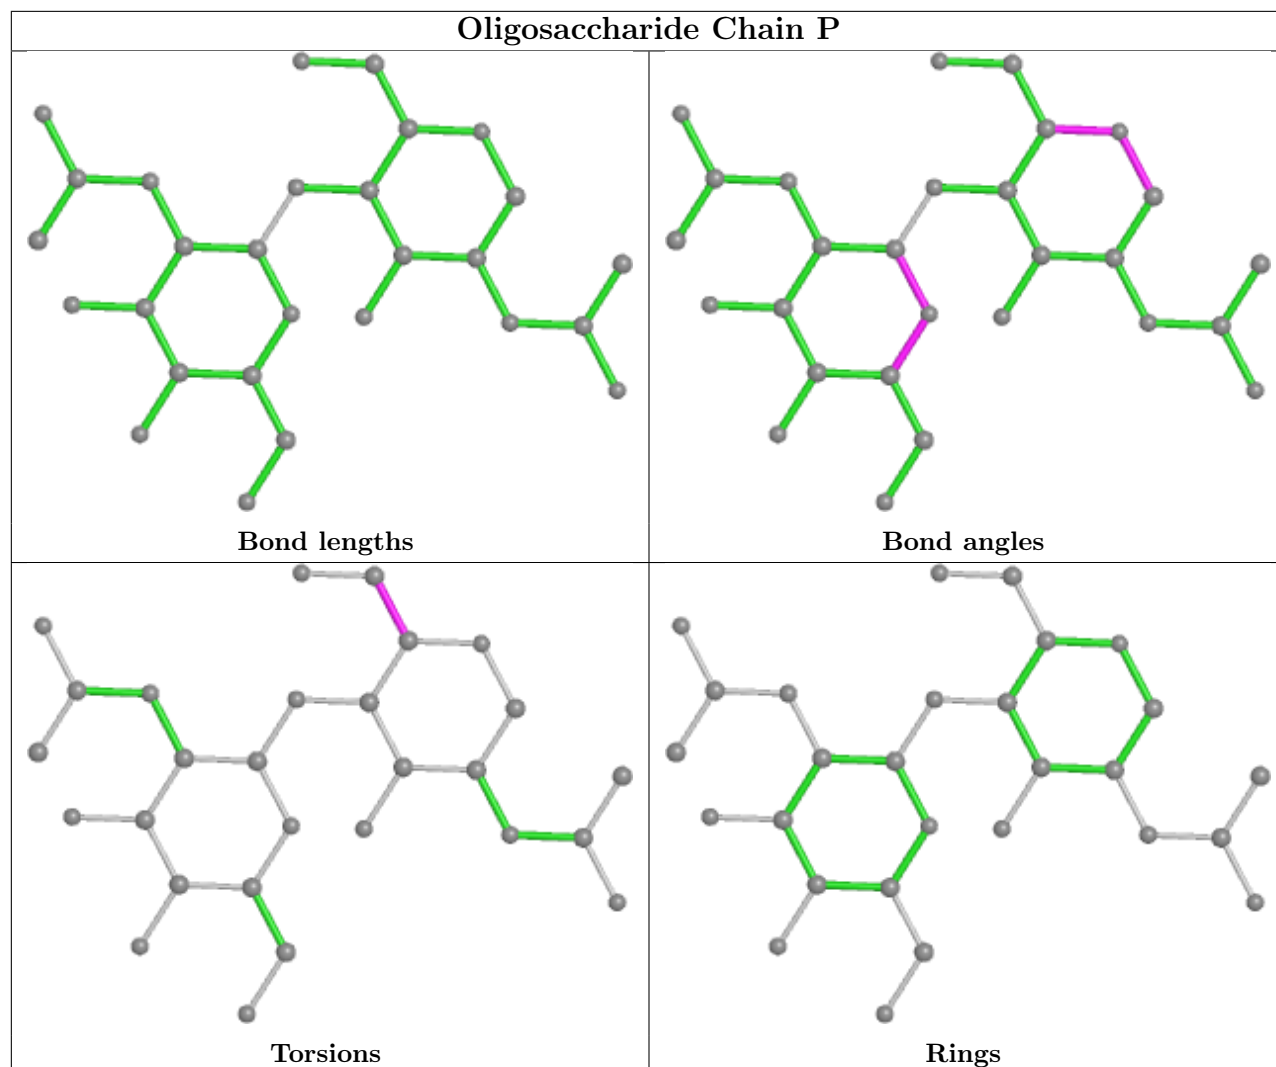 Oligosaccharide Chain P
Bond lengths
Bond angles
Torsions
Rings